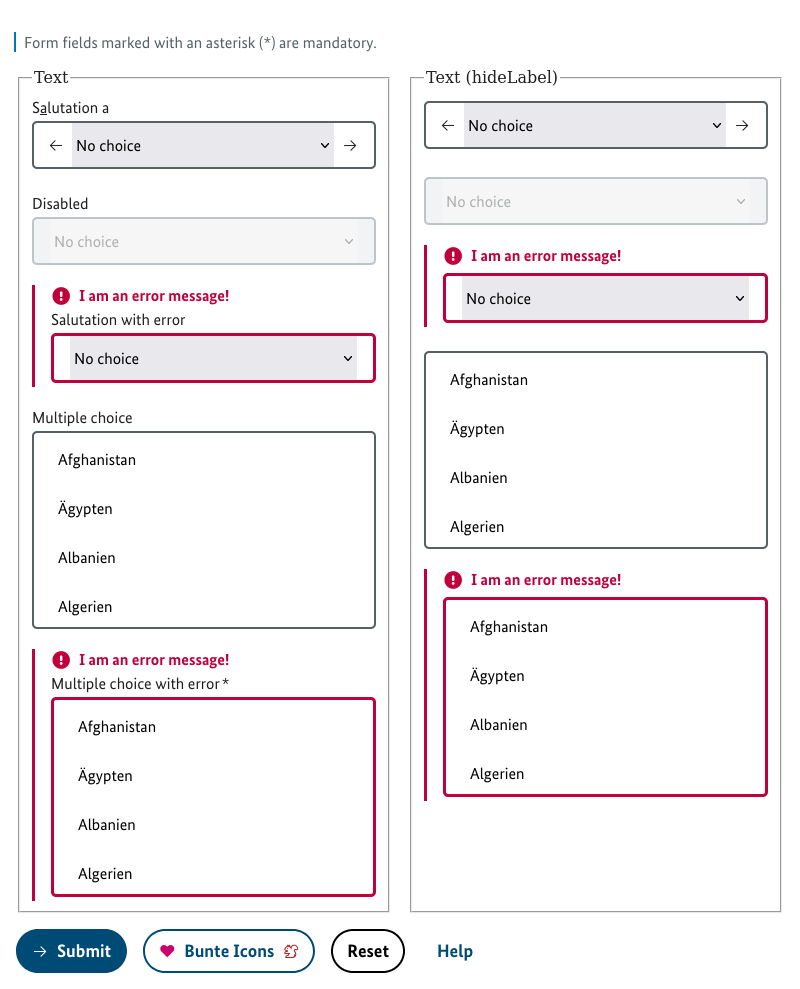 Form fields marked with an asterisk (*) are mandatory.
Text
Salutation a
No choice
Disabled
No choice
I am an error message!
Salutation with error
No choice
Multiple choice
Afghanistan
Ägypten
Albanien
Algerien
I am an error message!
Multiple choice with error*
Afghanistan
Ägypten
Albanien
Algerien
Text (hideLabel)
No choice
No choice
I am an error message!
No choice
Afghanistan
Ägypten
Albanien
Algerien
I am an error message!
Afghanistan
Ägypten
Albanien
Algerien
Submit
Bunte Icons
Reset
Help